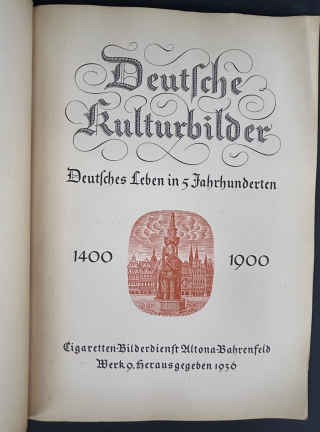 Deutsche
Kulturbilder
Deutsches Leben in 5 Jahrhunderten
1400 1900
Cigaretten-Bilderdienst Altona-Bahrenfeld
Werk 9. Herausgegeben 1936